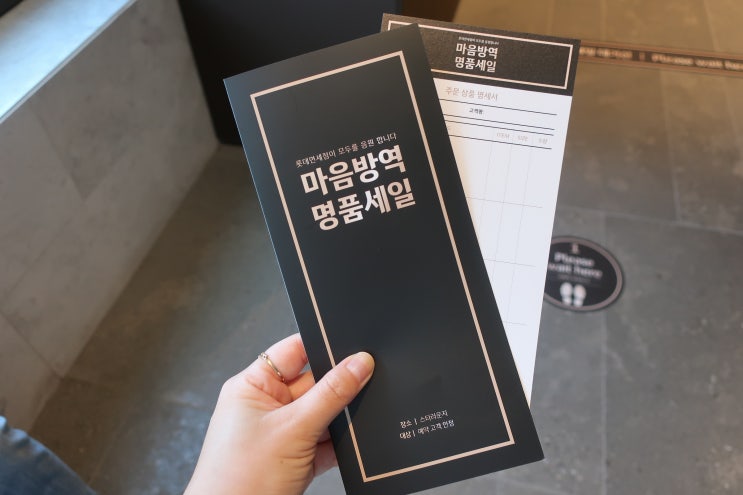 롯데면세점이 모두를 응원 합니다
마음방역
명품세일
장소 | 스타라운지
대상 | 예약 고객 한정
마음방역
명품세일
주문 상품 명세서
고객명:
Please
wait here